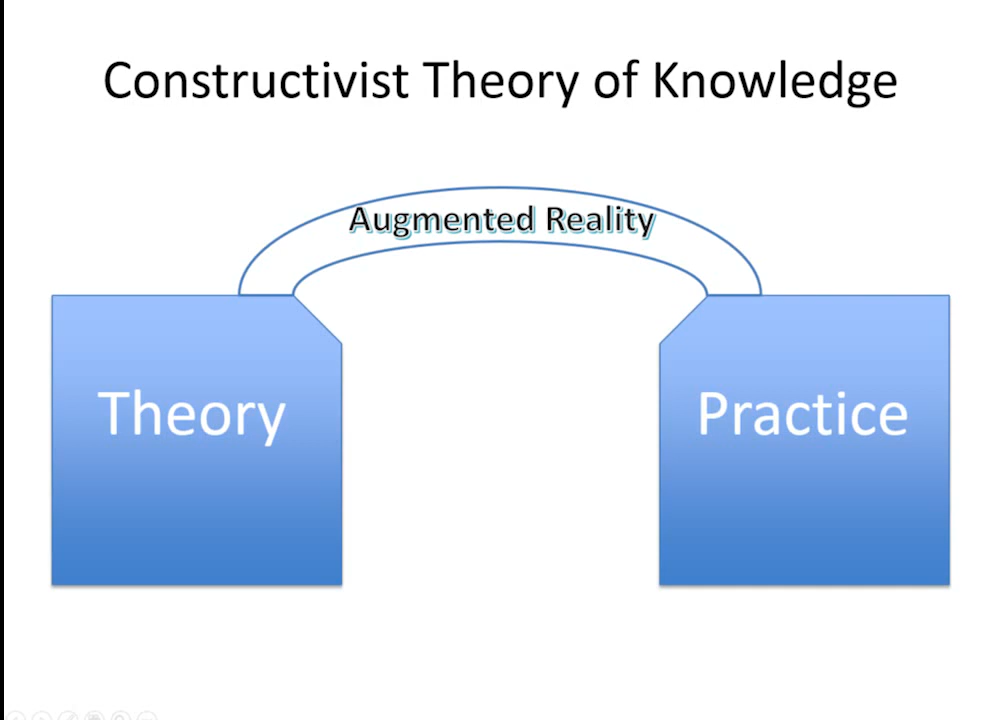 Constructivist Theory of Knowledge
Augmented Reality
Theory
Practice